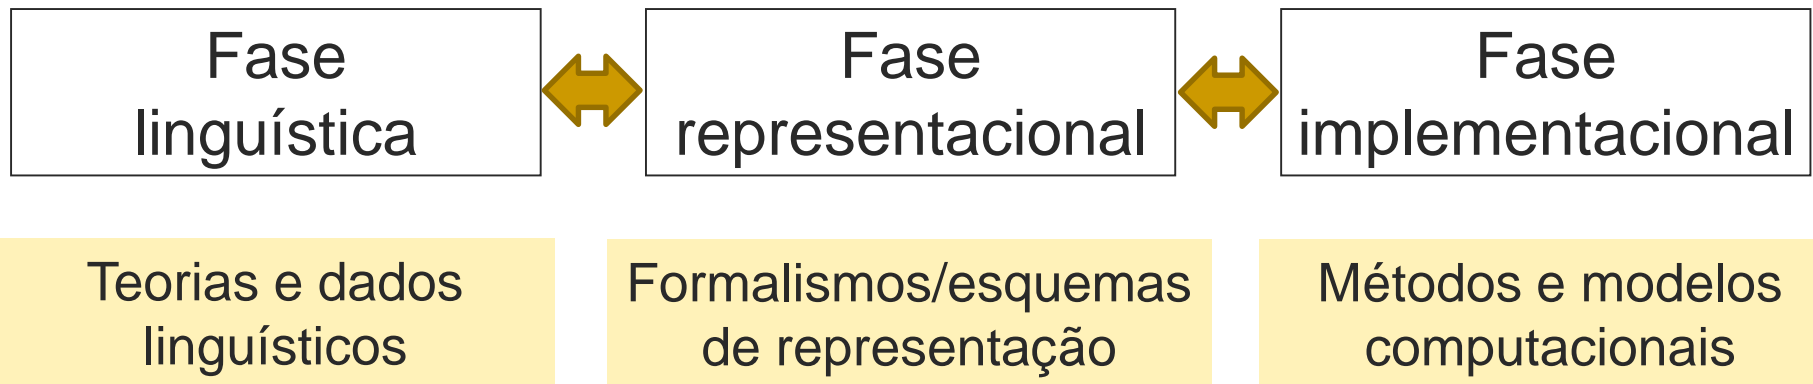 Fase
linguística
Fase
representacional
Fase
implementacional
Teorias e dados
linguísticos
Formalismos/esquemas
de representação
Métodos e modelos
computacionais